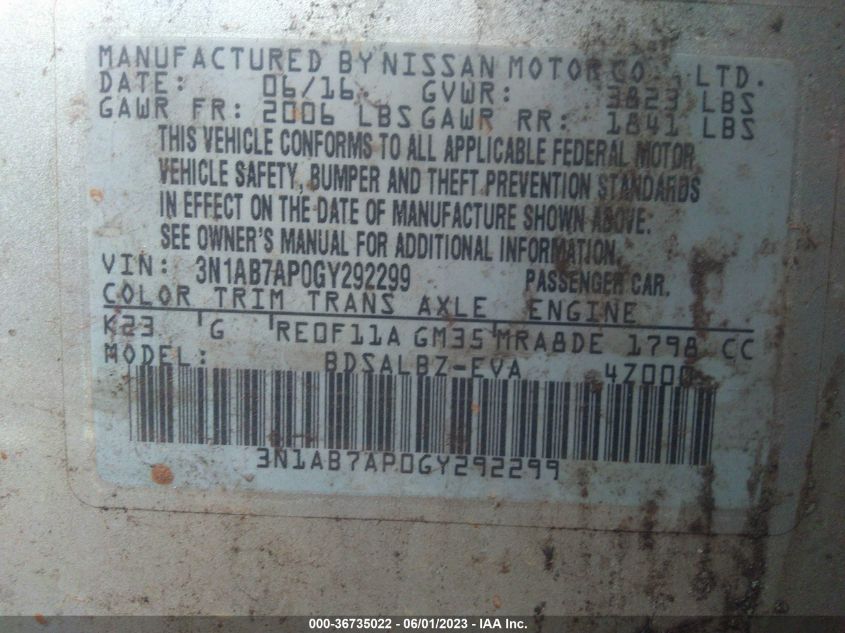 MANUFACTURED BY NISSAN MOTOR CO., LTD.
DATE: 06/16 GVWR: 3823 LBS
GAWR FR: 2006 LBS GAWR RR: 1841 LBS
THIS VEHICLE CONFORMS TO ALL APPLICABLE FEDERAL MOTOR
VEHICLE SAFETY, BUMPER AND THEFT PREVENTION STANDARDS
IN EFFECT ON THE DATE OF MANUFACTURE SHOWN ABOVE.
SEE OWNER'S MANUAL FOR ADDITIONAL INFORMATION.
VIN: 3N1AB7AP0GY292299 PASSENGER CAR.
COLOR TRIM TRANS AXLE ENGINE
K23 G RE0F11A GM35 MRA8DE 1798 CC
MODEL: BDSALBZ-EVA 4Z000
3N1AB7AP0GY292299
000-36735022 - 06/01/2023 - IAA Inc.